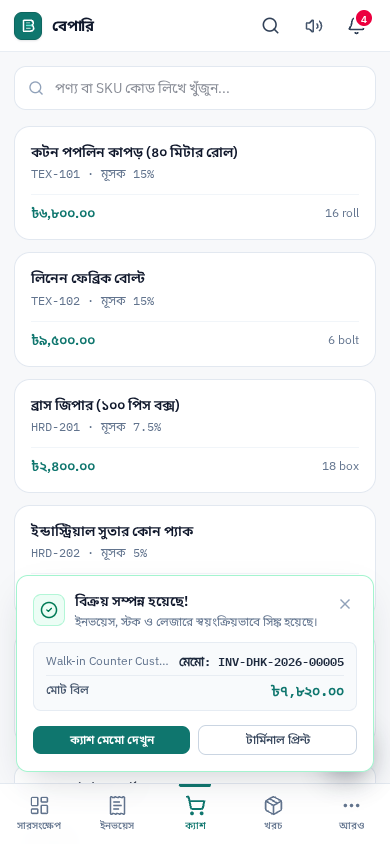 বেপারি
4
পণ্য বা SKU কোড লিখে খুঁজুন...
কটন পপলিন কাপড় (৪০ মিটার রোল)
TEX-101 · মূসক 15%
৳৬,৮০০.০০ 16 roll
লিনেন ফেব্রিক বোল্ট
TEX-102 · মূসক 15%
৳৯,৫০০.০০ 6 bolt
ব্রাস জিপার (১০০ পিস বক্স)
HRD-201 · মূসক 7.5%
৳২,৪০০.০০ 18 box
ইন্ডাস্ট্রিয়াল সুতার কোন প্যাক
HRD-202 · মূসক 5%
বিক্রয় সম্পন্ন হয়েছে!
ইনভয়েস, স্টক ও লেজারে স্বয়ংক্রিয়ভাবে সিঙ্ক হয়েছে।
Walk-in Counter Cust... মেমো: INV-DHK-2026-00005
মোট বিল ৳৭,৮২০.০০
ক্যাশ মেমো দেখুন টার্মিনাল প্রিন্ট
সারসংক্ষেপ ইনভয়েস ক্যাশ খরচ আরও